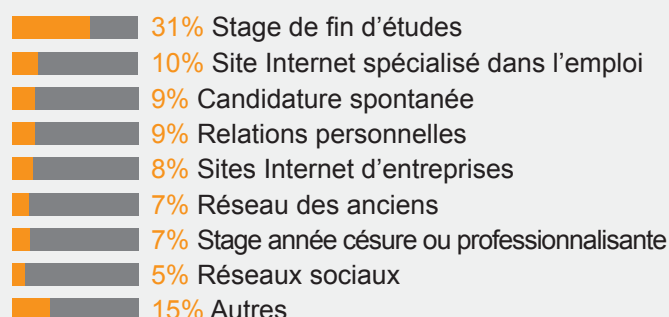 31% Stage de fin d’études
10% Site Internet spécialisé dans l’emploi
9% Candidature spontanée
9% Relations personnelles
8% Sites Internet d’entreprises
7% Réseau des anciens
7% Stage année césure ou professionnalisante
5% Réseaux sociaux
15% Autres